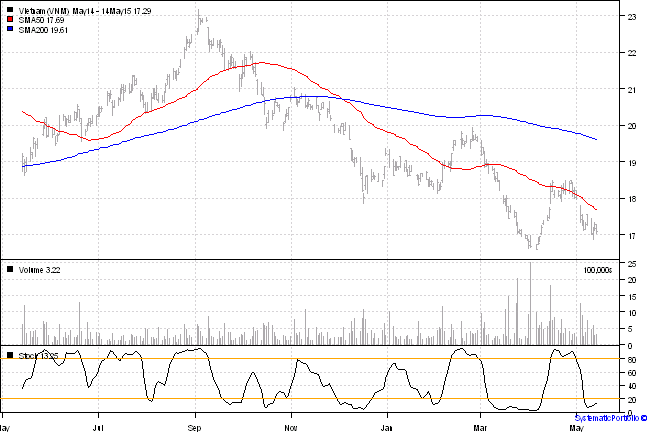 Vietnam (VNM) May14 - 14May15 17.29
SMA50 17.69
SMA200 19.61
23
22
21
20
19
18
17
Volume 3.22
100,000s
25
20
15
10
5
0
Stoch 13.25
80
60
40
20
0
May
Jul
Sep
Nov
Jan
Mar
May
SystematicPortfolio ©